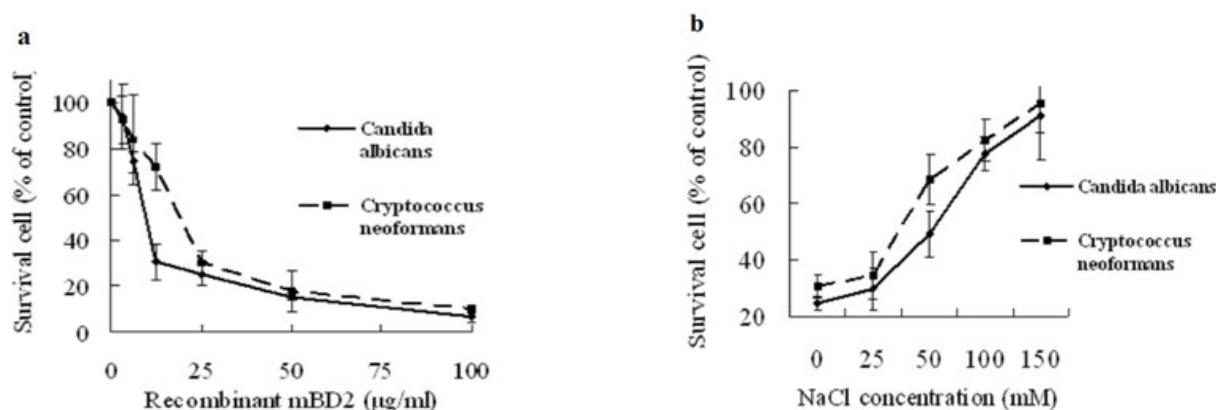 a
Survival cell (% of control)
100
80
60
40
20
0
0 25 50 75 100
Recombinant mBD2 (µg/ml)
Candida
albicans
Cryptococcus
neoformans
b
Survival cell (% of control)
100
80
60
40
20
0 25 50 100 150
NaCl concentration (mM)
Candida albicans
Cryptococcus
neoformans